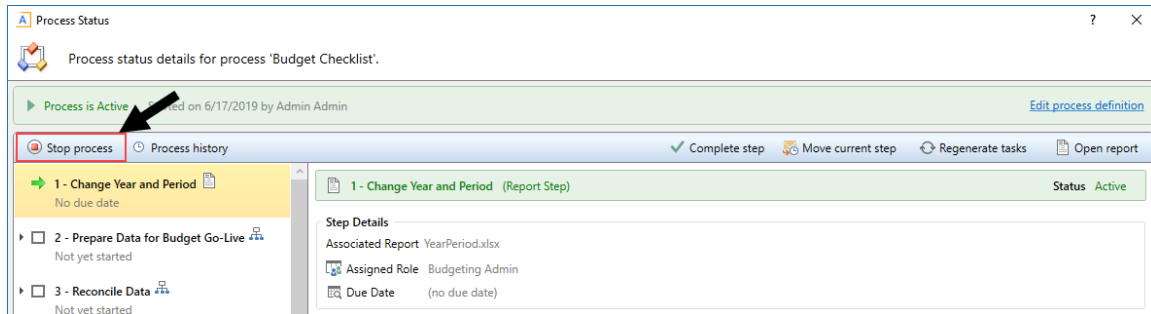 Process Status
?
Process status details for process 'Budget Checklist'.
Process is Active on 6/17/2019 by Admin Admin
Edit process definition
Stop process Process history Complete step Move current step Regenerate tasks Open report
1 - Change Year and Period
No due date
2 - Prepare Data for Budget Go-Live
Not yet started
3 - Reconcile Data
Not yet started
1 - Change Year and Period (Report Step) Status Active
Step Details
Associated Report YearPeriod.xlsx
Assigned Role Budgeting Admin
Due Date (no due date)